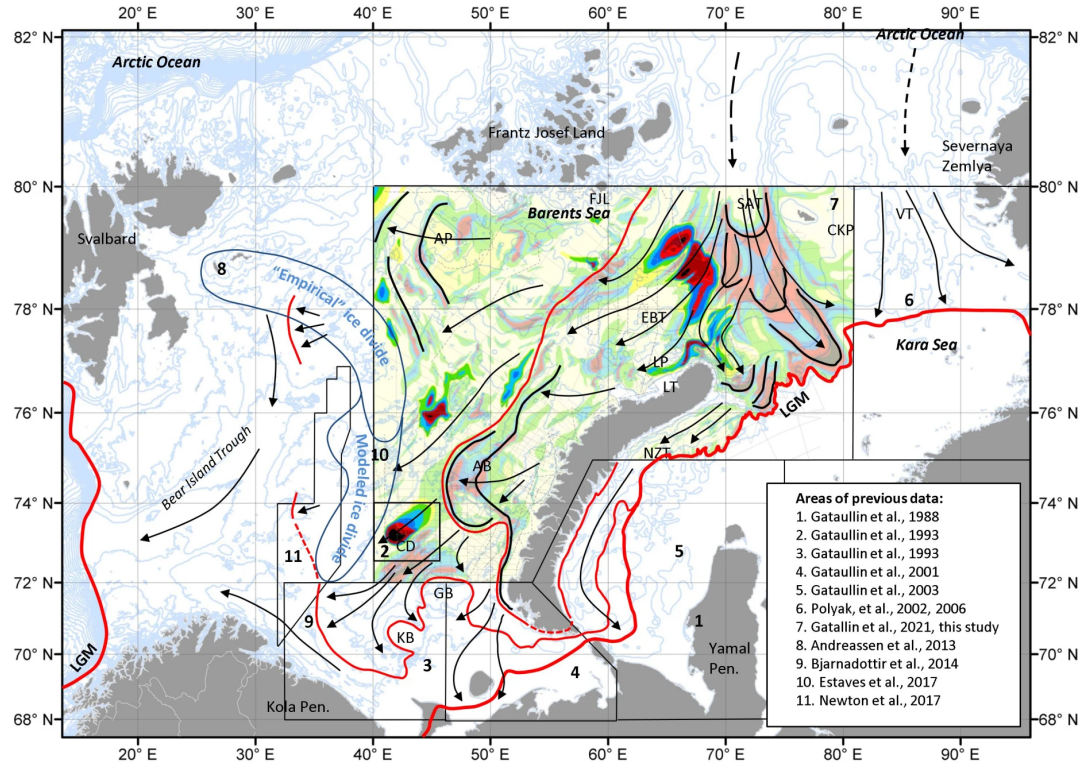 20° E 30° E 40° E 50° E 60° E 70° E 80° E 90° E
82° N 82° N
Arctic Ocean
Arctic Ocean
Frantz Josef Land
Severnaya
Zemlya
80° N 80° N
FJL
SAT
7
VT
Barents Sea
CKP
Svalbard
AP
8
"Empirical" ice divide
78° N 78° N
6
EBT
Kara Sea
LP
LT
LGM
76° N 76° N
10
NZT
Bear Island Trough
Modeled ice divide
AB
74° N 74° N
CD
2
11
5
72° N 72° N
GB
9
KB
1
3
4
Yamal
Pen.
70° N 70° N
LGM
Kola Pen.
68° N 68° N
Areas of previous data:
1. Gataullin et al., 1988
2. Gataullin et al., 1993
3. Gataullin et al., 1993
4. Gataullin et al., 2001
5. Gataullin et al., 2003
6. Polyak, et al., 2002, 2006
7. Gatallin et al., 2021, this study
8. Andreassen et al., 2013
9. Bjarnadottir et al., 2014
10. Estaves et al., 2017
11. Newton et al., 2017
20° E 30° E 40° E 50° E 60° E 70° E 80° E 90° E